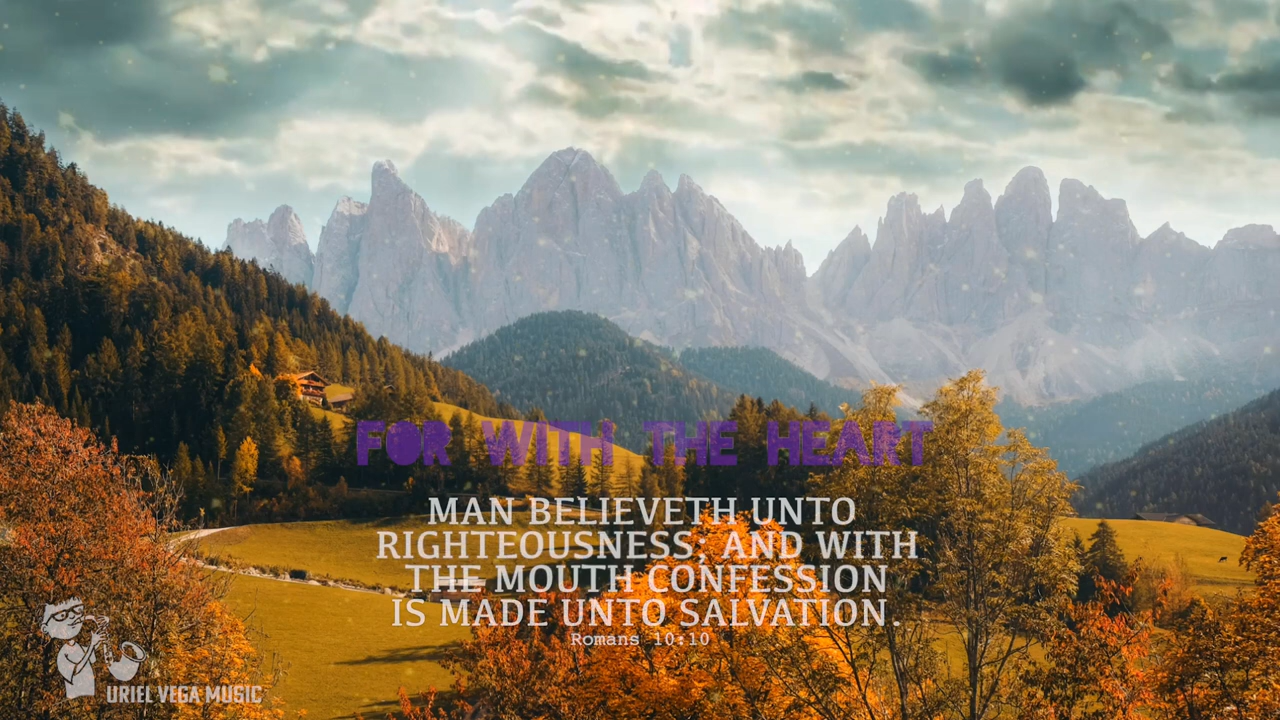 FOR WITH THE HEART
MAN BELIEVETH UNTO
RIGHTEOUSNESS; AND WITH
THE MOUTH CONFESSION
IS MADE UNTO SALVATION.
Romans 10:10
URIEL VEGA MUSIC